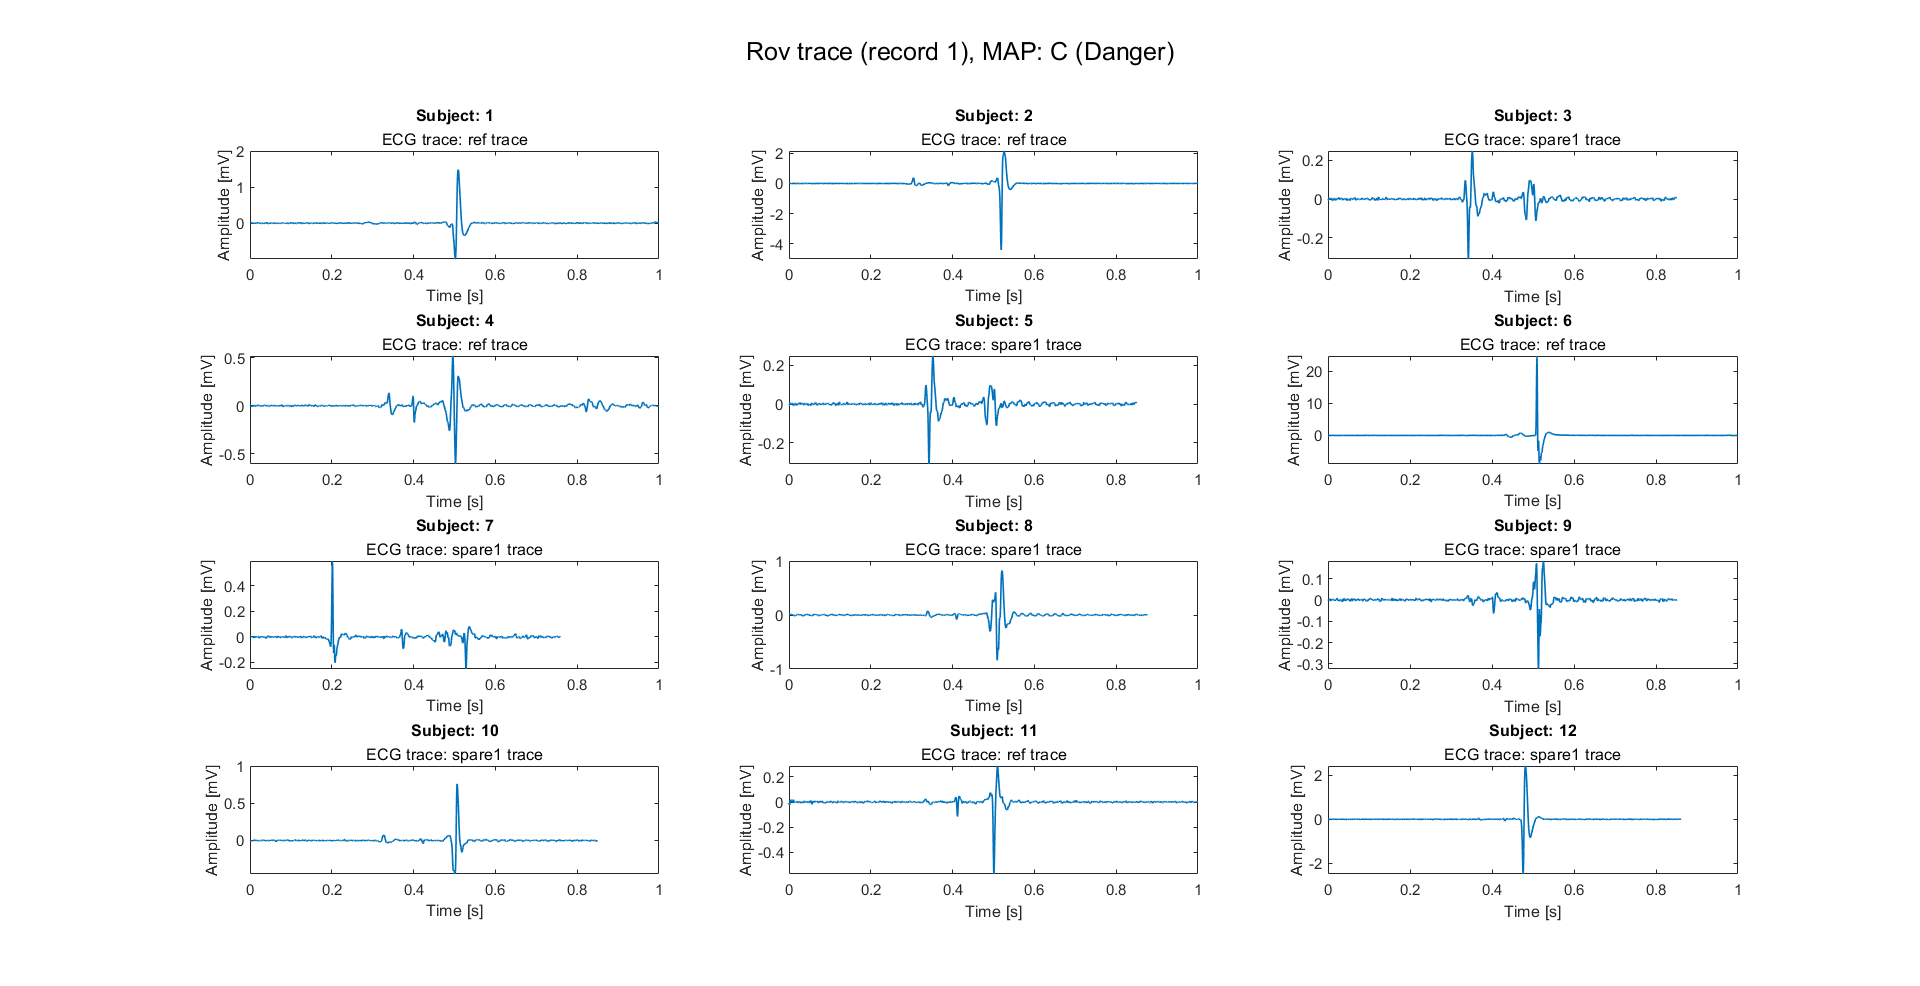 Rov trace (record 1), MAP: C (Danger)
Subject: 1
ECG trace: ref trace
Amplitude [mV]
2
1
0
0 0.2 0.4 0.6 0.8 1
Time [s]
Subject: 2
ECG trace: ref trace
Amplitude [mV]
2
0
-2
-4
0 0.2 0.4 0.6 0.8 1
Time [s]
Subject: 3
ECG trace: spare1 trace
Amplitude [mV]
0.2
0
-0.2
0 0.2 0.4 0.6 0.8 1
Time [s]
Subject: 4
ECG trace: ref trace
Amplitude [mV]
0.5
0
-0.5
0 0.2 0.4 0.6 0.8 1
Time [s]
Subject: 5
ECG trace: spare1 trace
Amplitude [mV]
0.2
0
-0.2
0 0.2 0.4 0.6 0.8 1
Time [s]
Subject: 6
ECG trace: ref trace
Amplitude [mV]
20
10
0
0 0.2 0.4 0.6 0.8 1
Time [s]
Subject: 7
ECG trace: spare1 trace
Amplitude [mV]
0.4
0.2
0
-0.2
0 0.2 0.4 0.6 0.8 1
Time [s]
Subject: 8
ECG trace: spare1 trace
Amplitude [mV]
1
0
-1
0 0.2 0.4 0.6 0.8 1
Time [s]
Subject: 9
ECG trace: spare1 trace
Amplitude [mV]
0.1
0
-0.1
-0.2
-0.3
0 0.2 0.4 0.6 0.8 1
Time [s]
Subject: 10
ECG trace: spare1 trace
Amplitude [mV]
1
0.5
0
0 0.2 0.4 0.6 0.8 1
Time [s]
Subject: 11
ECG trace: ref trace
Amplitude [mV]
0.2
0
-0.2
-0.4
0 0.2 0.4 0.6 0.8 1
Time [s]
Subject: 12
ECG trace: spare1 trace
Amplitude [mV]
2
0
-2
0 0.2 0.4 0.6 0.8 1
Time [s]